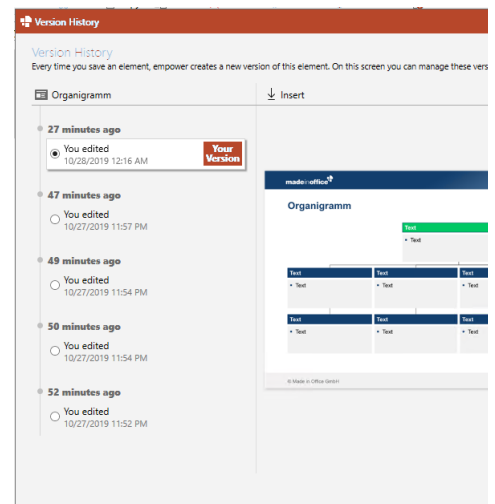 Version History
Version History
Every time you save an element, empower creates a new version of this element. On this screen you can manage these vers
Organigramm
Insert
27 minutes ago
You edited
10/28/2019 12:16 AM
Your
Version
47 minutes ago
You edited
10/27/2019 11:57 PM
49 minutes ago
You edited
10/27/2019 11:54 PM
50 minutes ago
You edited
10/27/2019 11:54 PM
52 minutes ago
You edited
10/27/2019 11:52 PM
made in office
Organigramm
Text
• Text
Text Text Text
• Text • Text • Text
Text Text Text
• Text • Text • Text
© Made in Office GmbH